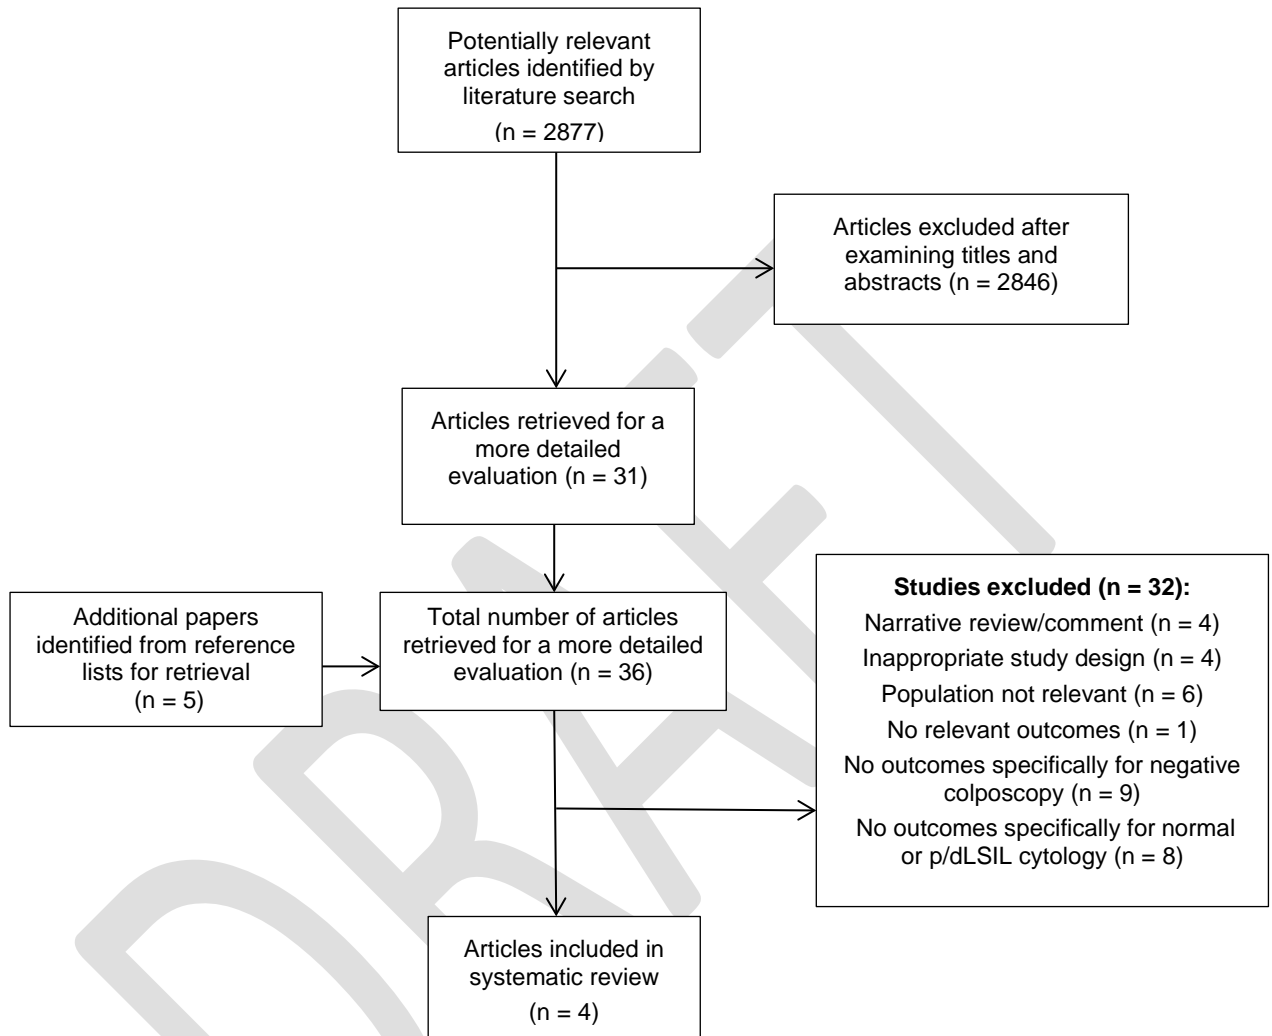 Potentially relevant
articles identified by
literature search
(n = 2877)
Articles excluded after
examining titles and
abstracts (n = 2846)
Articles retrieved for a
more detailed
evaluation (n = 31)
Additional papers
identified from reference
lists for retrieval
(n = 5)
Total number of articles
retrieved for a more detailed
evaluation (n = 36)
Studies excluded (n = 32):
Narrative review/comment (n = 4)
Inappropriate study design (n = 4)
Population not relevant (n = 6)
No relevant outcomes (n = 1)
No outcomes specifically for negative
colposcopy (n = 9)
No outcomes specifically for normal
or p/dLSIL cytology (n = 8)
Articles included in
systematic review
(n = 4)
DRAFT